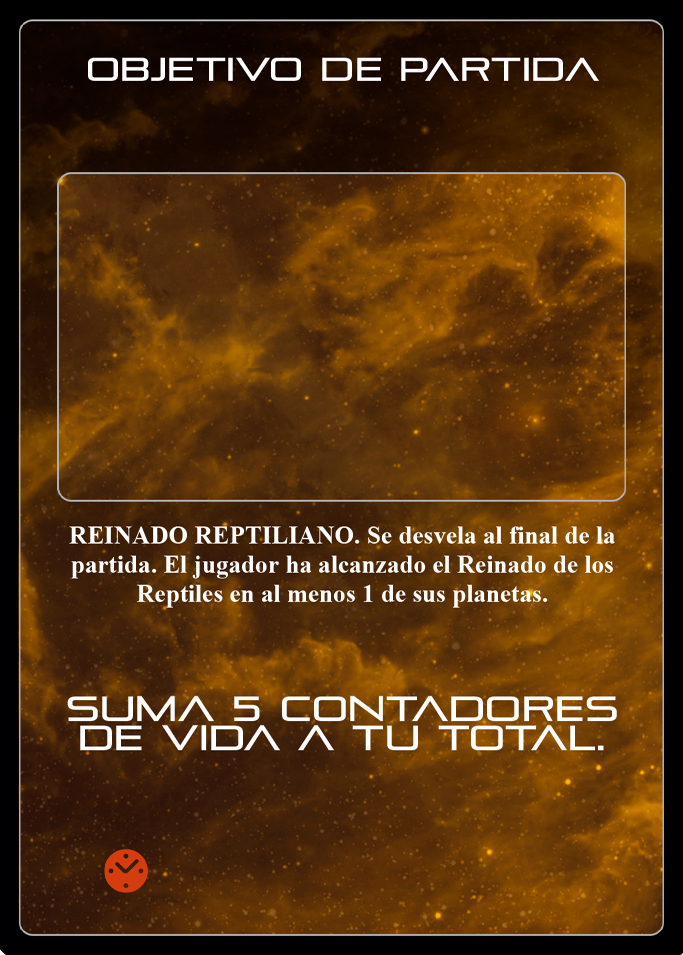 OBJETIVO DE PARTIDA
REINADO REPTILIANO. Se desvela al final de la
partida. El jugador ha alcanzado el Reinado de los
Reptiles en al menos 1 de sus planetas.
SUMA 5 CONTADORES
DE VIDA A TU TOTAL.